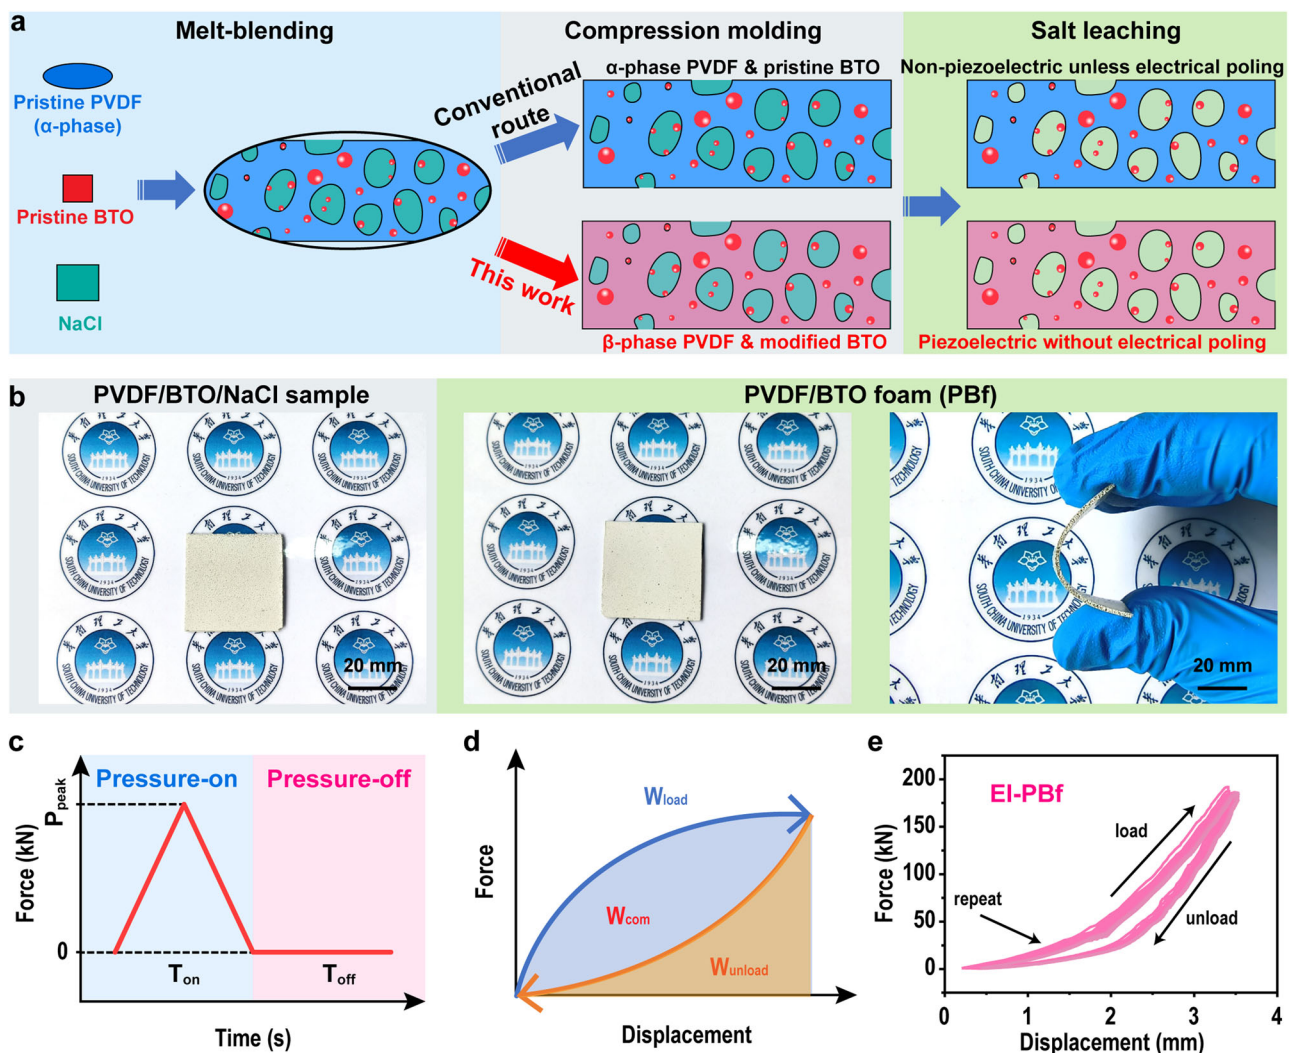 a
Melt-blending
Compression molding
Salt leaching
Pristine PVDF
(α-phase)
Pristine BTO
NaCl
Conventional
route
This work
α-phase PVDF & pristine BTO
β-phase PVDF & modified BTO
Non-piezoelectric unless electrical poling
Piezoelectric without electrical poling
b
PVDF/BTO/NaCl sample
PVDF/BTO foam (PBf)
SOUTH CHINA UNIVERSITY OF TECHNOLOGY
1934
20 mm
20 mm
20 mm
c
Pressure-on
Pressure-off
Ppeak
Force (kN)
0
Ton
Toff
Time (s)
d
Wload
Wcom
Wunload
Force
Displacement
e
EI-PBf
load
unload
repeat
Force (kN)
200
150
100
50
0
0 1 2 3 4
Displacement (mm)